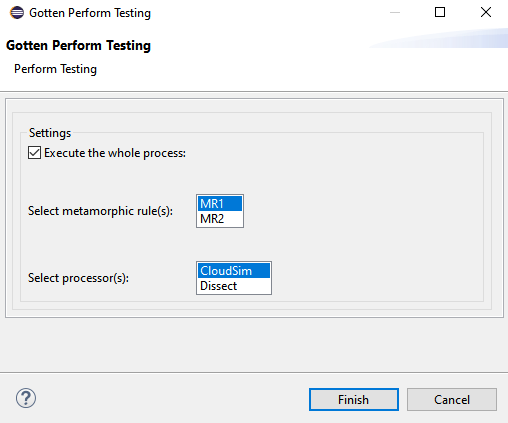 Gotten Perform Testing
Gotten Perform Testing
Perform Testing
Settings
Execute the whole process:
Select metamorphic rule(s):
MR1
MR2
Select processor(s):
CloudSim
Dissect
?
Finish
Cancel